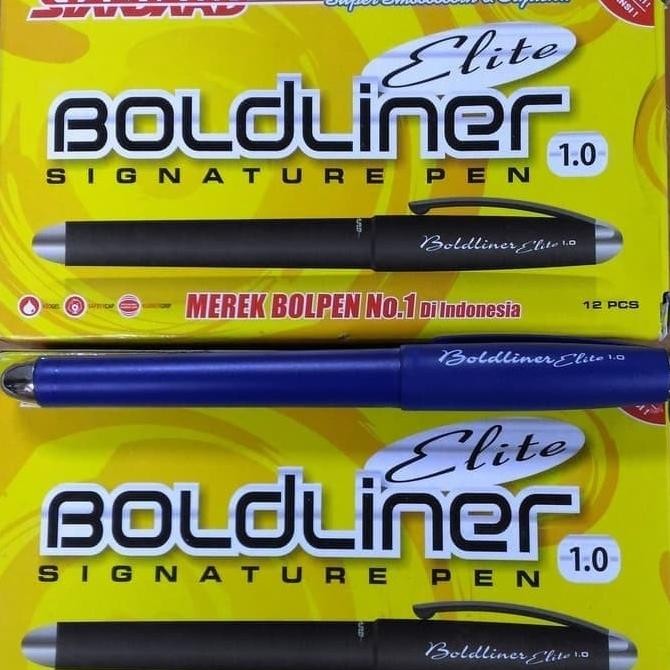 STANDARD
Elite
BOLDLINER
1.0
SIGNATURE PEN
Boldliner Elite 1.0
MEREK BOLPEN No.1 Di Indonesia
12 PCS
Boldliner Elite 1.0
Elite
BOLDLINER
1.0
SIGNATURE PEN
Boldliner Elite 1.0